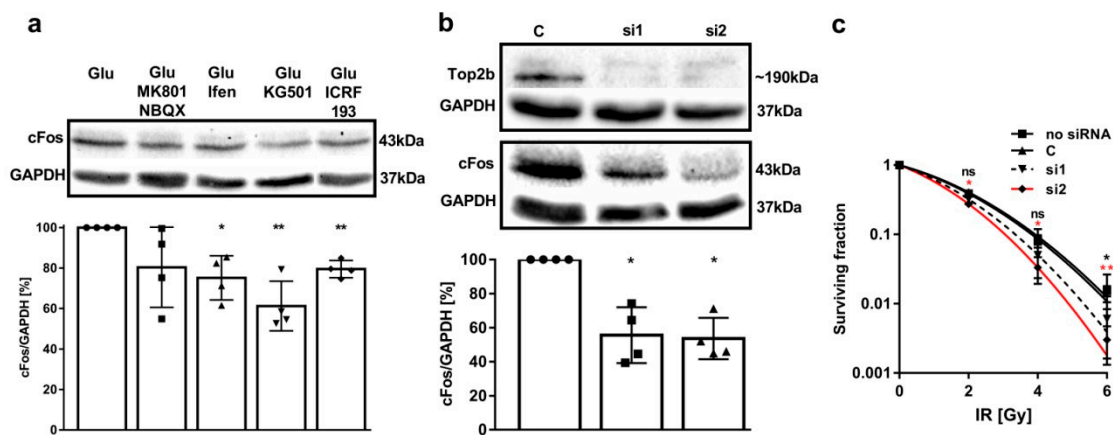 a
Glu Glu Glu Glu Glu
MK801 Ifen KG501 ICRF
NBQX 193
cFos 43kDa
GAPDH 37kDa
cFos/GAPDH [%]
100
80
60
40
20
0
* ** **
b
C si1 si2
Top2b ~190kDa
GAPDH 37kDa
cFos 43kDa
GAPDH 37kDa
cFos/GAPDH [%]
100
80
60
40
20
0
* *
c
no siRNA
C
si1
si2
Surviving fraction
1
0.1
0.01
0.001
ns
*
ns
*
*
**
0 2 4 6
IR [Gy]